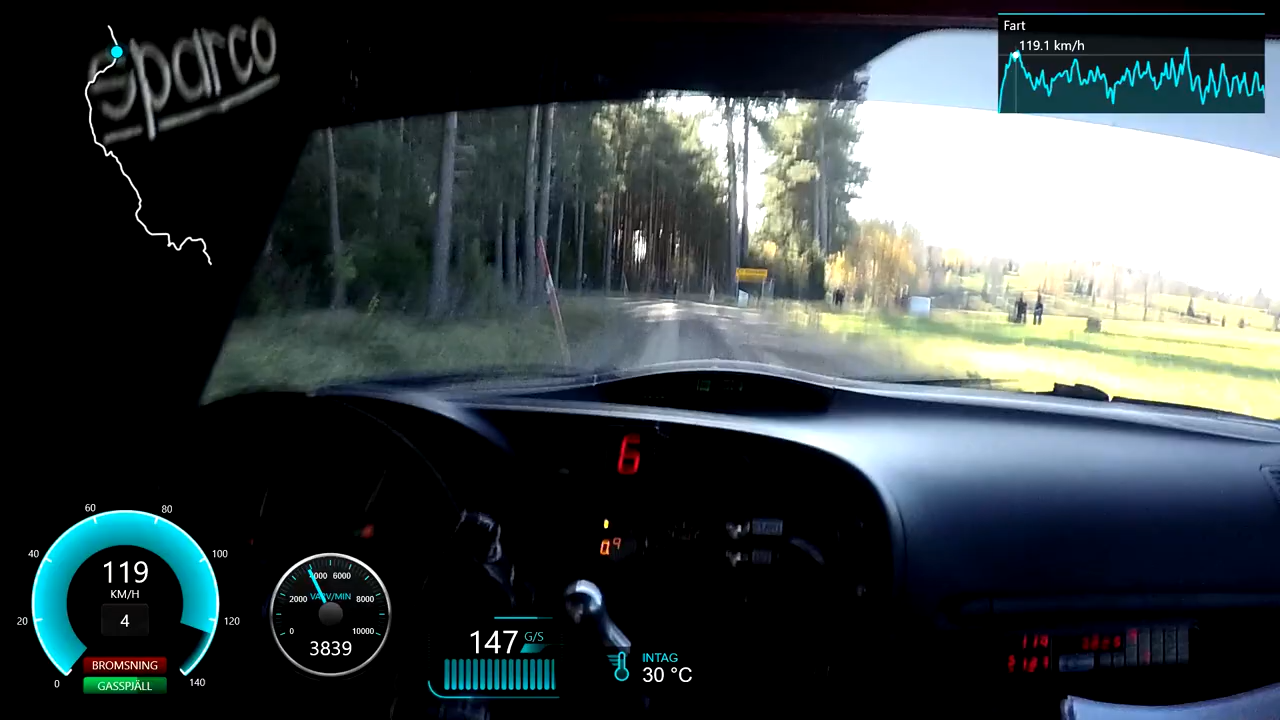 sparco
Fart
119.1 km/h
6
60
80
40
100
20
120
0
140
119
KM/H
4
BROMSNING
GASSPJÄLL
2000
4000
6000
8000
0
10000
VARV/MIN
3839
147 G/S
INTAG
30 °C
119